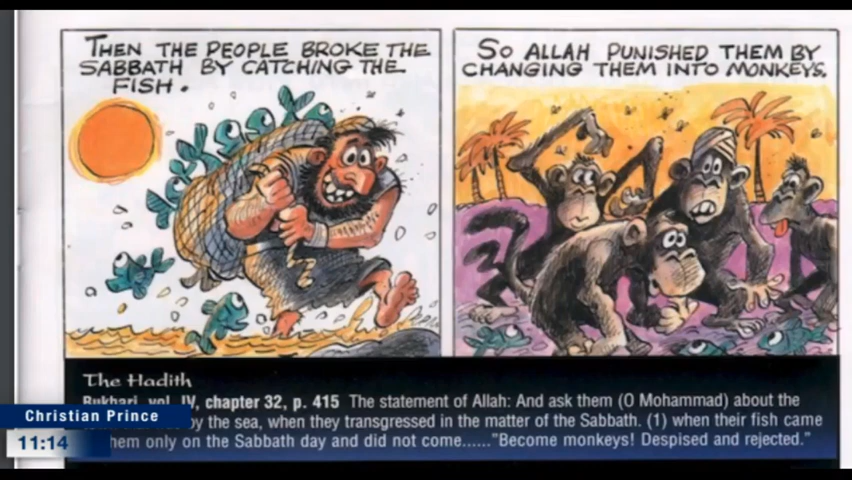 THEN THE PEOPLE BROKE THE
SABBATH BY CATCHING THE
FISH.
SO ALLAH PUNISHED THEM BY
CHANGING THEM INTO MONKEYS.
The Hadith
Bukhari, vol. IV, chapter 32, p. 415 The statement of Allah: And ask them (O Mohammad) about the
by the sea, when they transgressed in the matter of the Sabbath. (1) when their fish came
them only on the Sabbath day and did not come......"Become monkeys! Despised and rejected."
Christian Prince
11:14